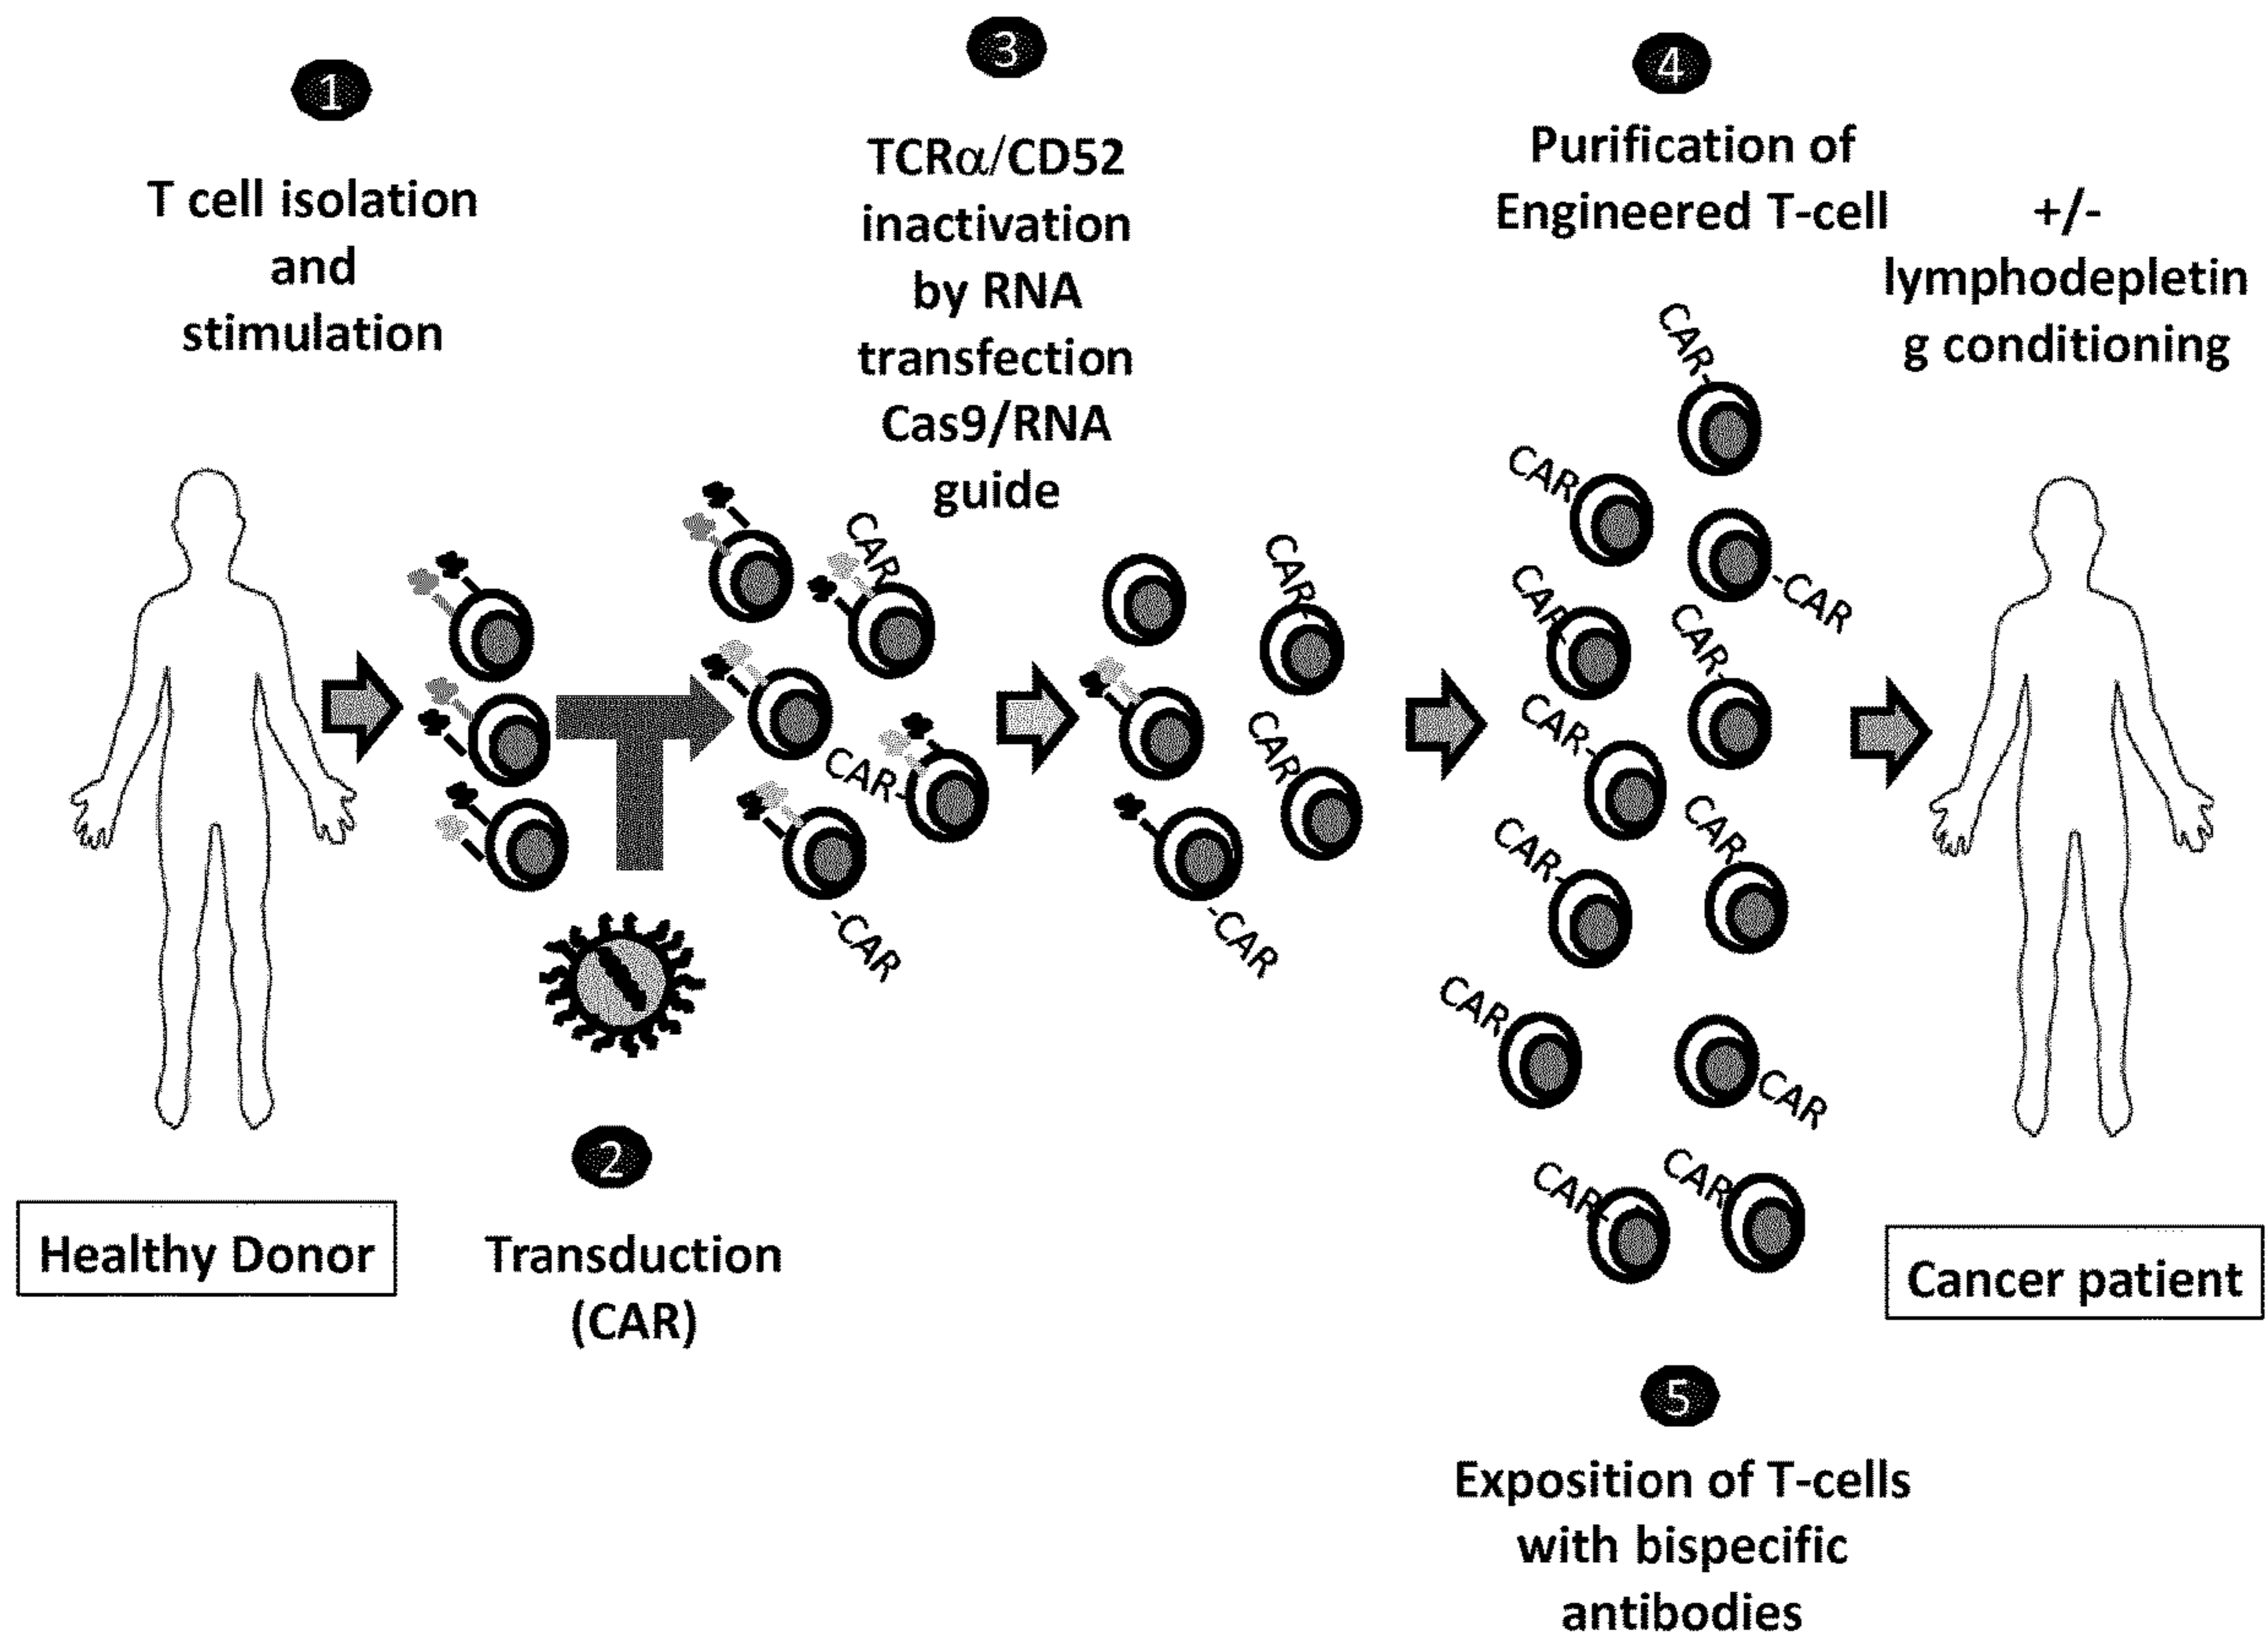 1
T cell isolation
and
stimulation
3
TCRα/CD52
inactivation
by RNA
transfection
Cas9/RNA
guide
4
Purification of
Engineered T-cell
+/-
lymphodepletin
g conditioning
CAR
CAR
-CAR
CAR
CAR-
-CAR
CAR
CAR
CAR-
CAR
-CAR
CAR-
CAR-
CAR-
CAR-
CAR
CAR
CAR
CAR-
CAR
Healthy Donor
2
Transduction
(CAR)
Cancer patient
5
Exposition of T-cells
with bispecific
antibodies